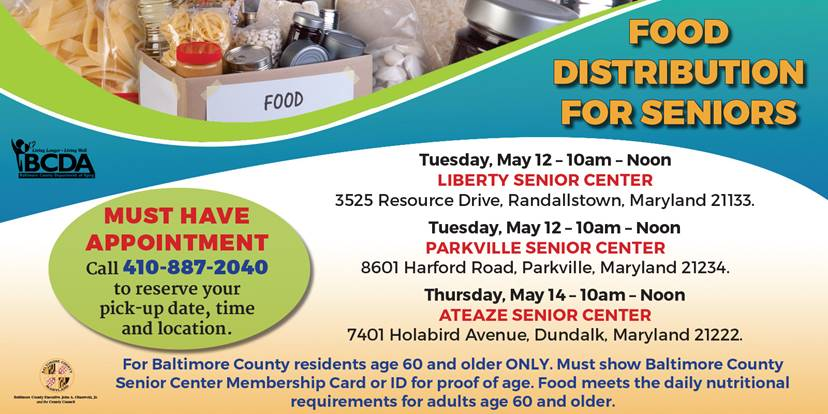 FOOD
DISTRIBUTION
FOR SENIORS
FOOD
Living Longer - Living Well
BCDA
Baltimore County Department of Aging
Tuesday, May 12 – 10am – Noon
LIBERTY SENIOR CENTER
3525 Resource Drive, Randallstown, Maryland 21133.
Tuesday, May 12 – 10am – Noon
PARKVILLE SENIOR CENTER
8601 Harford Road, Parkville, Maryland 21234.
Thursday, May 14 – 10am – Noon
ATEAZE SENIOR CENTER
7401 Holabird Avenue, Dundalk, Maryland 21222.
MUST HAVE
APPOINTMENT
Call 410-887-2040
to reserve your
pick-up date, time
and location.
For Baltimore County residents age 60 and older ONLY. Must show Baltimore County
Senior Center Membership Card or ID for proof of age. Food meets the daily nutritional
requirements for adults age 60 and older.
BALTIMORE COUNTY
MARYLAND
Baltimore County Executive John A. Olszewski, Jr.
and the County Council